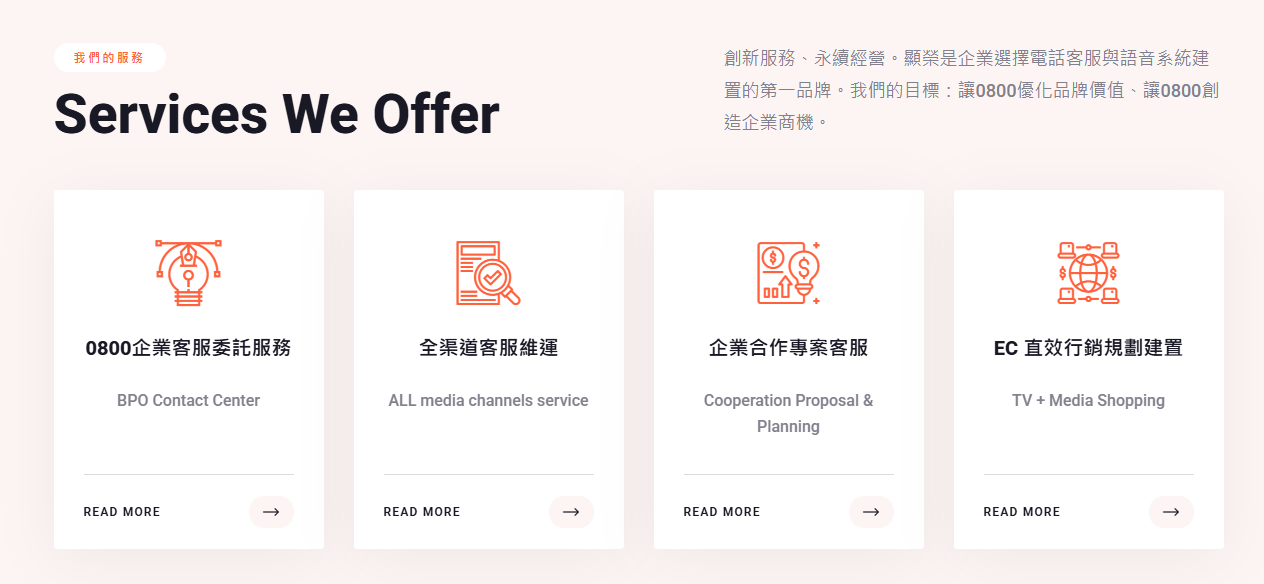 我們的服務
Services We Offer
創新服務、永續經營。顯榮是企業選擇電話客服與語音系統建
置的第一品牌。我們的目標：讓0800優化品牌價值、讓0800創
造企業商機。
0800企業客服委託服務
BPO Contact Center
READ MORE
全渠道客服維運
ALL media channels service
READ MORE
企業合作專案客服
Cooperation Proposal &
Planning
READ MORE
EC 直效行銷規劃建置
TV + Media Shopping
READ MORE